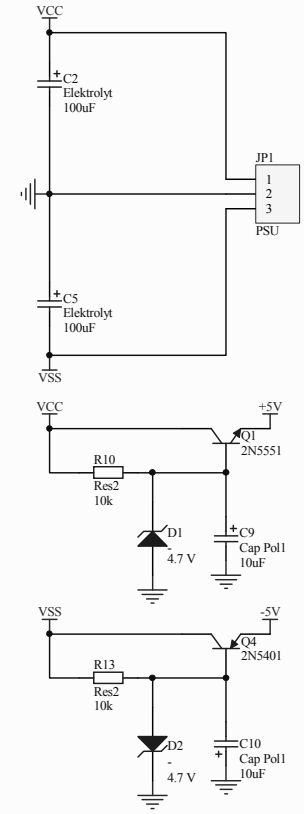 VCC
+ C2
Elektrolyt
100uF
JP1
1
2
3
PSU
+ C5
Elektrolyt
100uF
VSS
VCC
+5V
Q1
2N5551
R10
Res2
10k
D1
-
4.7 V
+ C9
Cap Pol1
10uF
VSS
-5V
Q4
2N5401
R13
Res2
10k
D2
-
4.7 V
+ C10
Cap Pol1
10uF